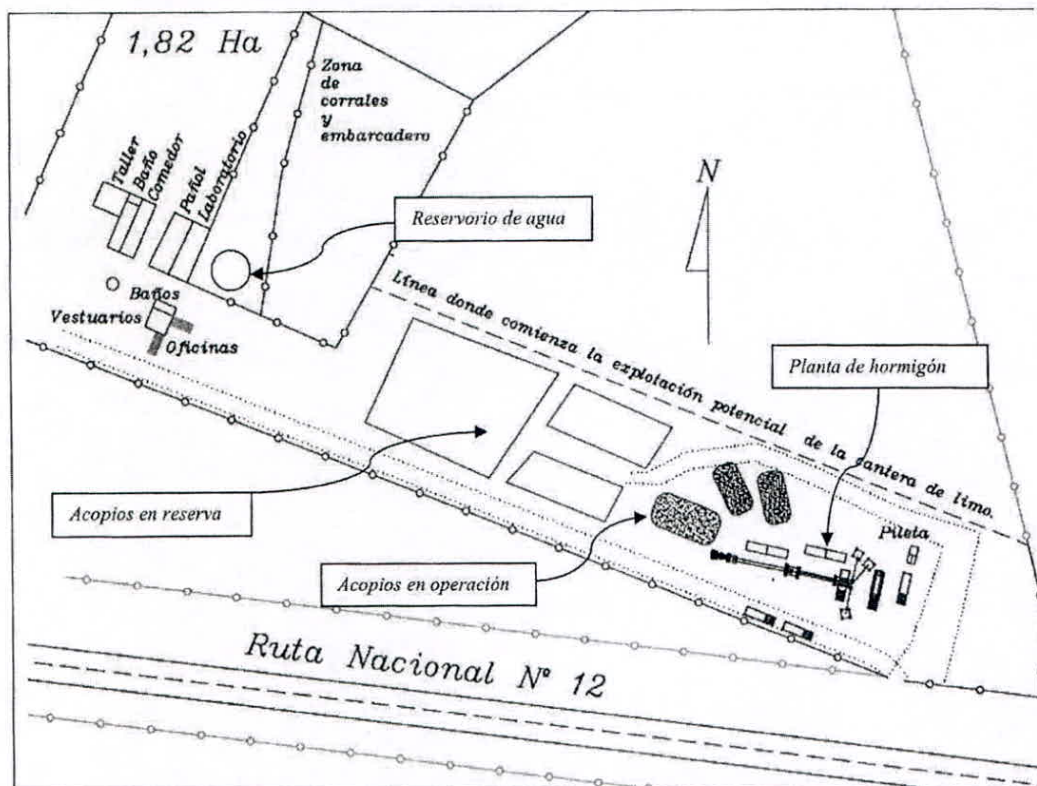 1,82 Ha
Zona
de
corrales
y
embarcadero
Taller
Baño
Comedor
Pañol
Laboratorio
Reservorio de agua
N
Baños
Vestuarios
Oficinas
Línea donde comienza la explotación potencial de la cantera de limo.
Planta de hormigón
Acopios en reserva
Pileta
Acopios en operación
Ruta Nacional Nº 12